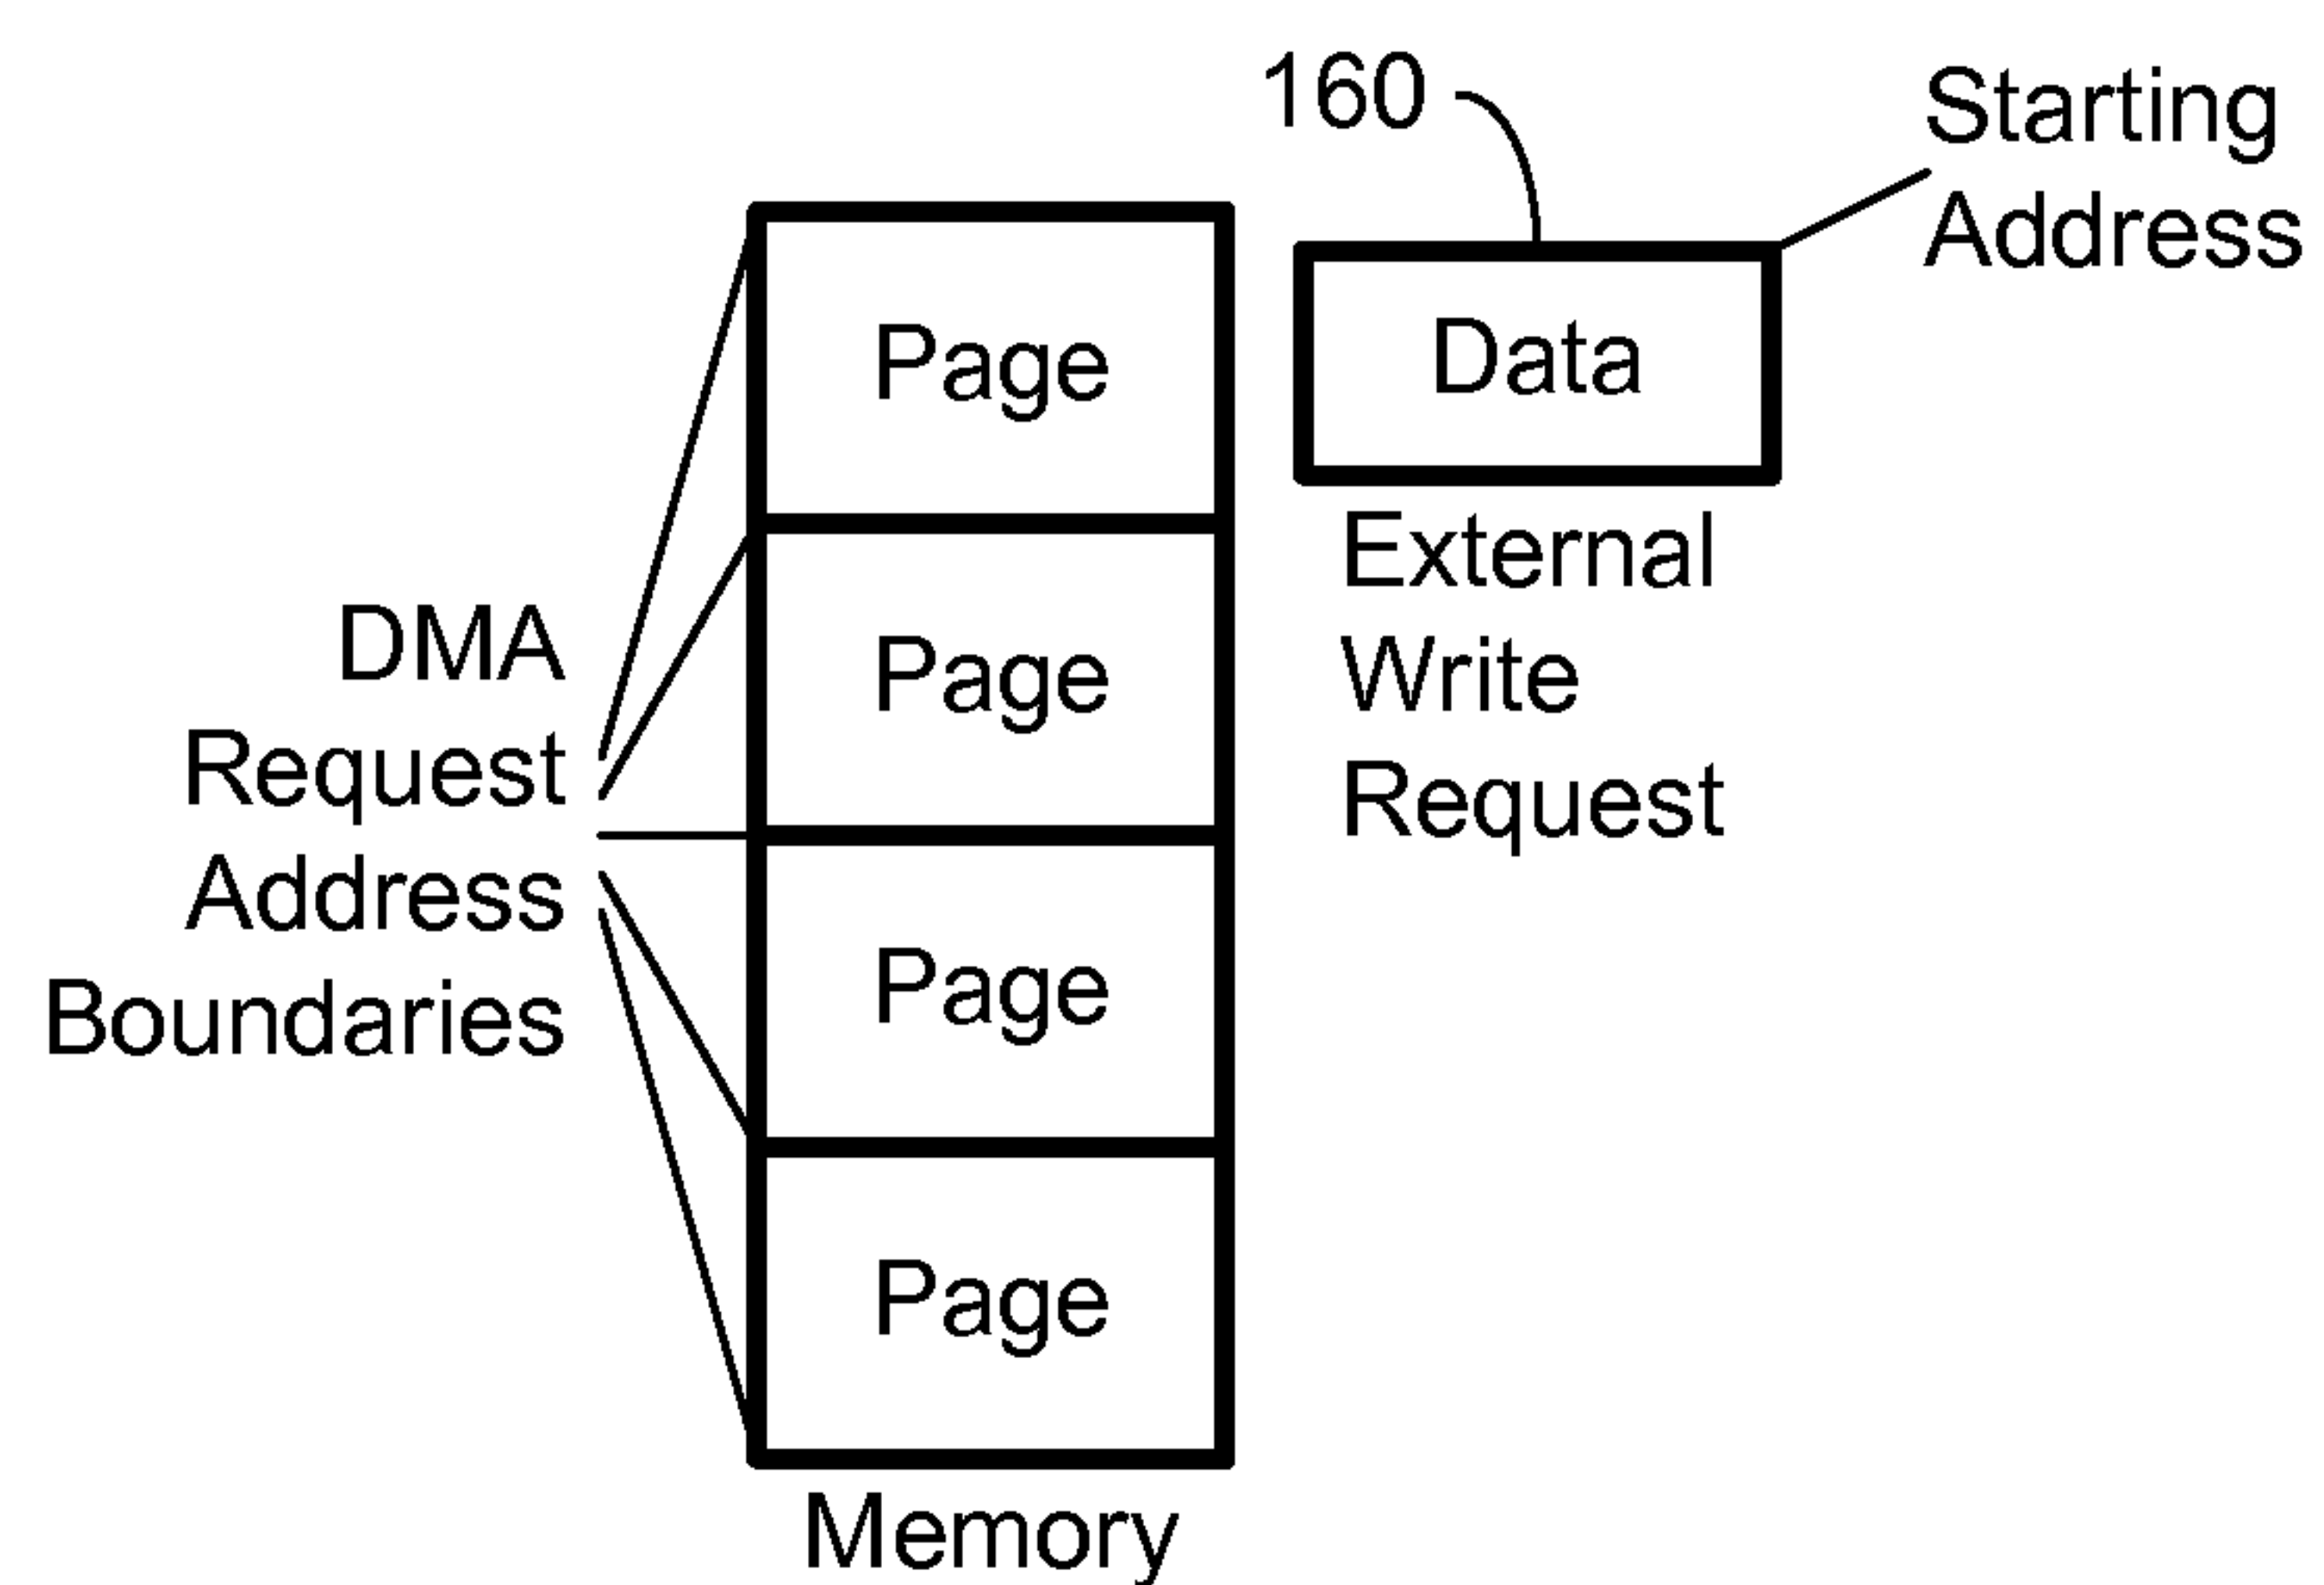 160
Starting
Address
Page
Data
External
Write
Request
DMA
Request
Address
Boundaries
Page
Page
Page
Memory